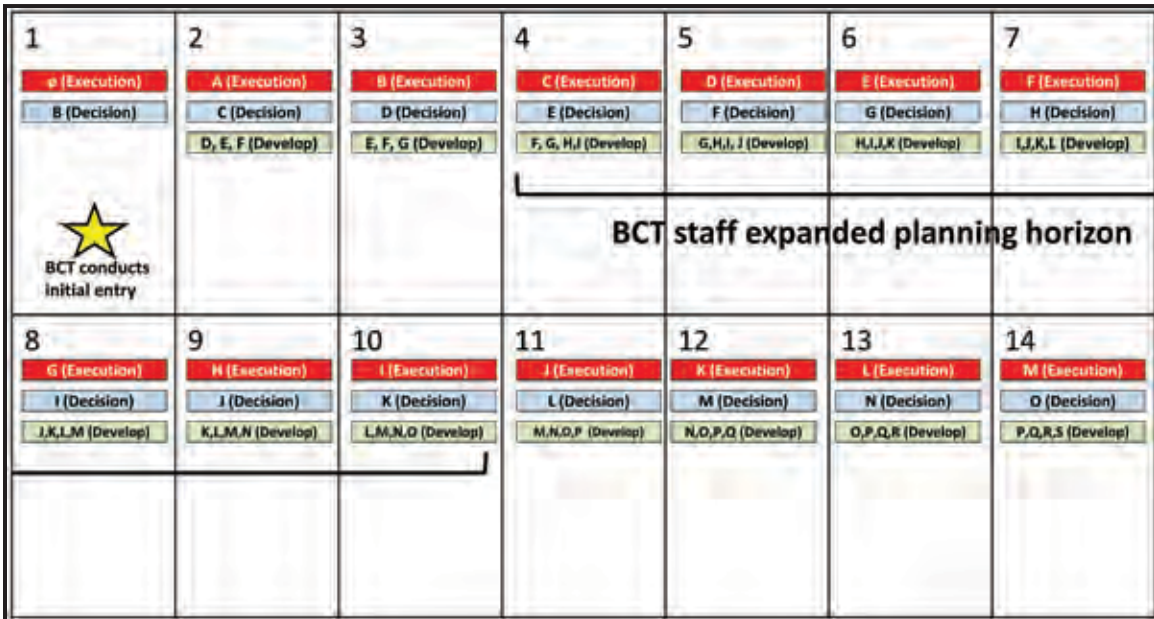 1 2 3 4 5 6 7
ø (Execution) A (Execution) B (Execution) C (Execution) D (Execution) E (Execution) F (Execution)
B (Decision) C (Decision) D (Decision) E (Decision) F (Decision) G (Decision) H (Decision)
D, E, F (Develop) E, F, G (Develop) F, G, H,I (Develop) G,H,I, J (Develop) H,I,J,K (Develop) I,J,K,L (Develop)
BCT staff expanded planning horizon
BCT conducts
initial entry
8 9 10 11 12 13 14
G (Execution) H (Execution) I (Execution) J (Execution) K (Execution) L (Execution) M (Execution)
I (Decision) J (Decision) K (Decision) L (Decision) M (Decision) N (Decision) O (Decision)
J,K,L,M (Develop) K,L,M,N (Develop) L,M,N,O (Develop) M,N,O,P (Develop) N,O,P,Q (Develop) O,P,Q,R (Develop) P,Q,R,S (Develop)